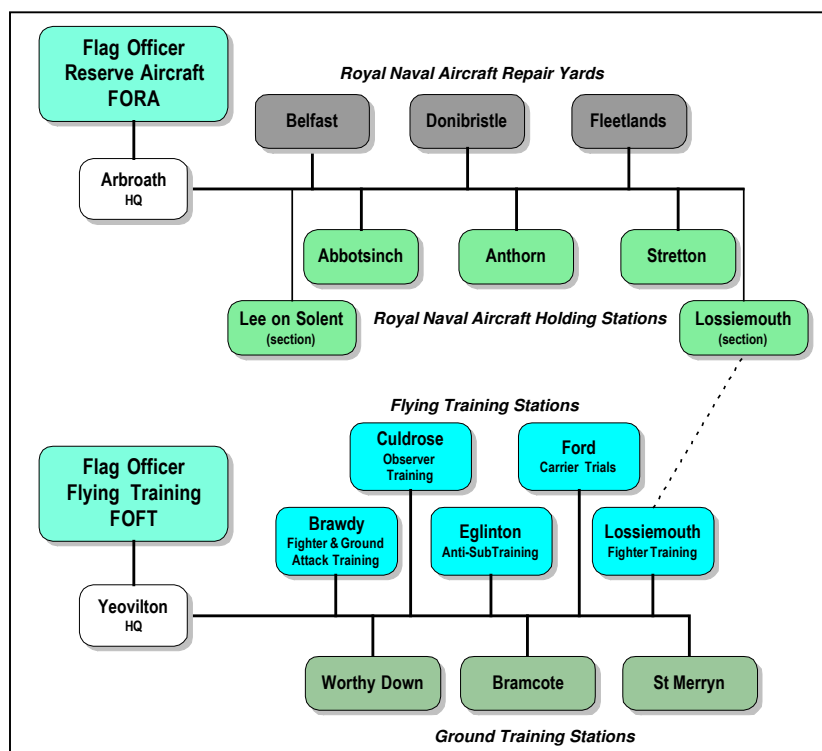 Flag Officer
Reserve Aircraft
FORA
Royal Naval Aircraft Repair Yards
Belfast
Donibristle
Fleetlands
Arbroath
HQ
Abbotsinch
Anthorn
Stretton
Lee on Solent
(section)
Royal Naval Aircraft Holding Stations
Lossiemouth
(section)
Flying Training Stations
Flag Officer
Flying Training
FOFT
Culdrose
Observer
Training
Ford
Carrier Trials
Brawdy
Fighter & Ground
Attack Training
Eglinton
Anti-SubTraining
Lossiemouth
Fighter Training
Yeovilton
HQ
Worthy Down
Bramcote
St Merryn
Ground Training Stations